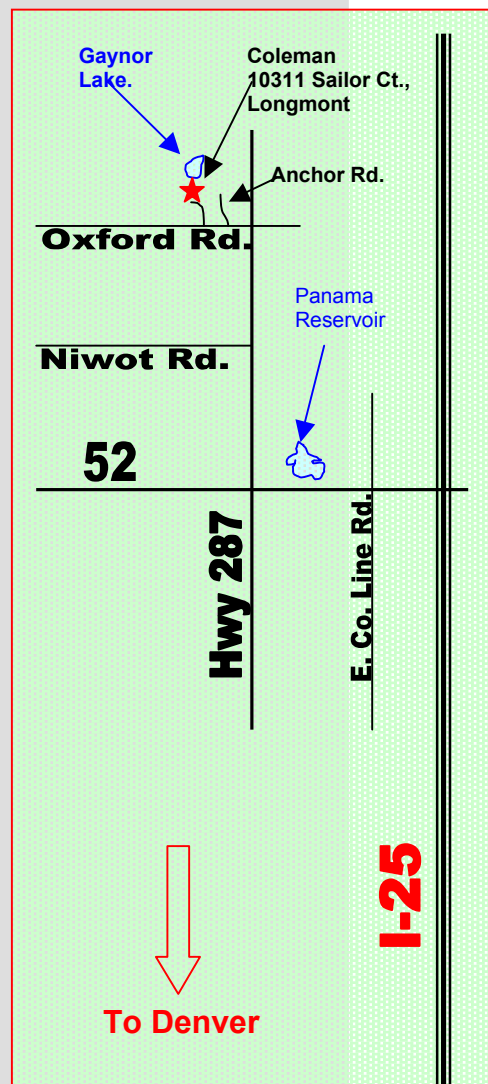 Gaynor
Lake.
Coleman
10311 Sailor Ct.,
Longmont
Anchor Rd.
Oxford Rd.
Panama
Reservoir
Niwot Rd.
52
Hwy 287
E. Co. Line Rd.
I-25
To Denver